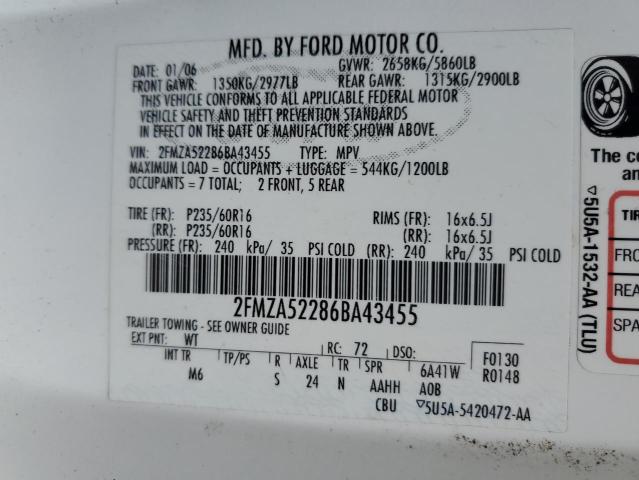 MFD. BY FORD MOTOR CO.
DATE: 01/06 GVWR: 2658KG/5860LB
FRONT GAWR: 1350KG/2977LB REAR GAWR: 1315KG/2900LB
THIS VEHICLE CONFORMS TO ALL APPLICABLE FEDERAL MOTOR
VEHICLE SAFETY AND THEFT PREVENTION STANDARDS
IN EFFECT ON THE DATE OF MANUFACTURE SHOWN ABOVE.
VIN: 2FMZA52286BA43455 TYPE: MPV
MAXIMUM LOAD = OCCUPANTS + LUGGAGE = 544KG/1200LB
OCCUPANTS = 7 TOTAL; 2 FRONT, 5 REAR
TIRE (FR): P235/60R16 RIMS (FR): 16x6.5J
(RR): P235/60R16 (RR): 16x6.5J
PRESSURE (FR): 240 kPa/ 35 PSI COLD (RR): 240 kPa/ 35 PSI COLD
2FMZA52286BA43455
TRAILER TOWING - SEE OWNER GUIDE
EXT PNT: WT RC: 72 DSO: F0130
INT TR TP/PS R AXLE TR SPR 6A41W R0148
M6 S 24 N AAHH A0B
CBU ▽5U5A-5420472-AA
▽5U5A-1532-AA (TLU)
The co
an
TIR
FRO
REA
SPA